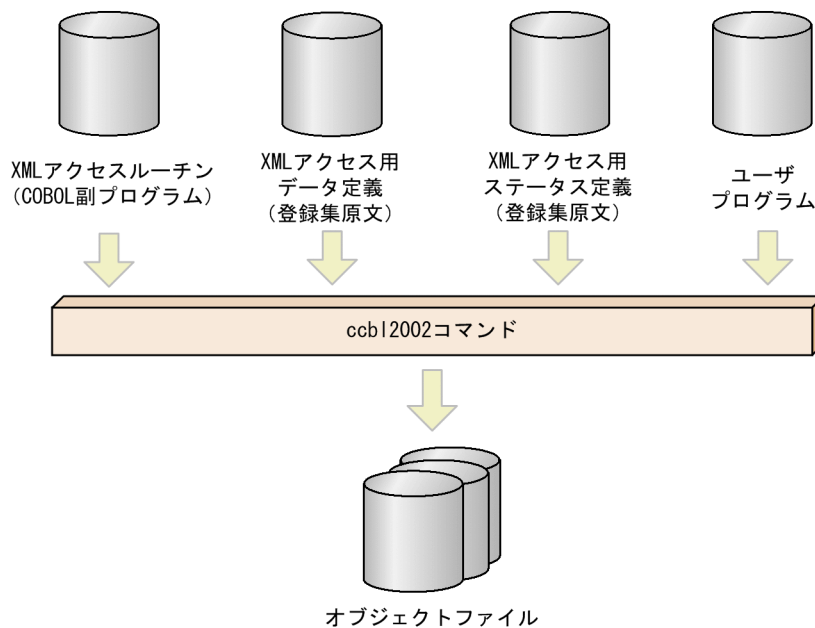 XMLアクセスルーチン
(COBOL副プログラム)
XMLアクセス用
データ定義
(登録集原文)
XMLアクセス用
ステータス定義
(登録集原文)
ユーザ
プログラム
ccbl2002コマンド
オブジェクトファイル